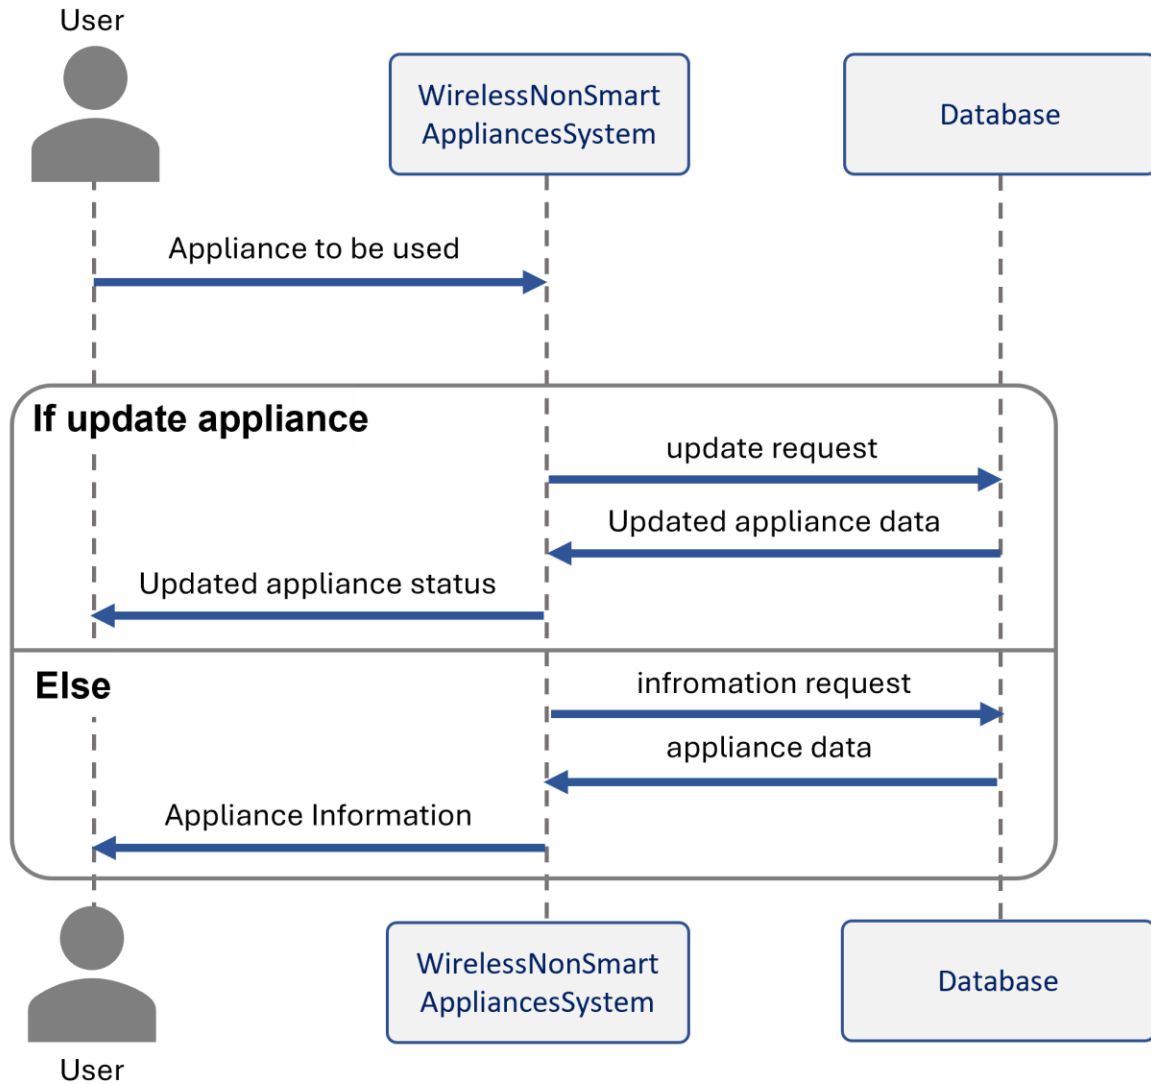 User
WirelessNonSmart
AppliancesSystem
Database
Appliance to be used
If update appliance
update request
Updated appliance data
Updated appliance status
Else
infromation request
appliance data
Appliance Information
WirelessNonSmart
AppliancesSystem
Database
User